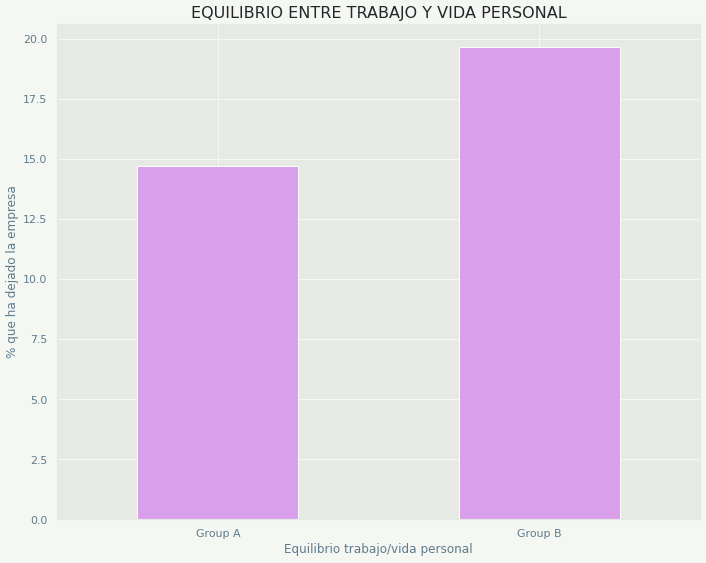 EQUILIBRIO ENTRE TRABAJO Y VIDA PERSONAL
20.0
17.5
15.0
12.5
10.0
7.5
5.0
2.5
0.0
% que ha dejado la empresa
Group A
Group B
Equilibrio trabajo/vida personal